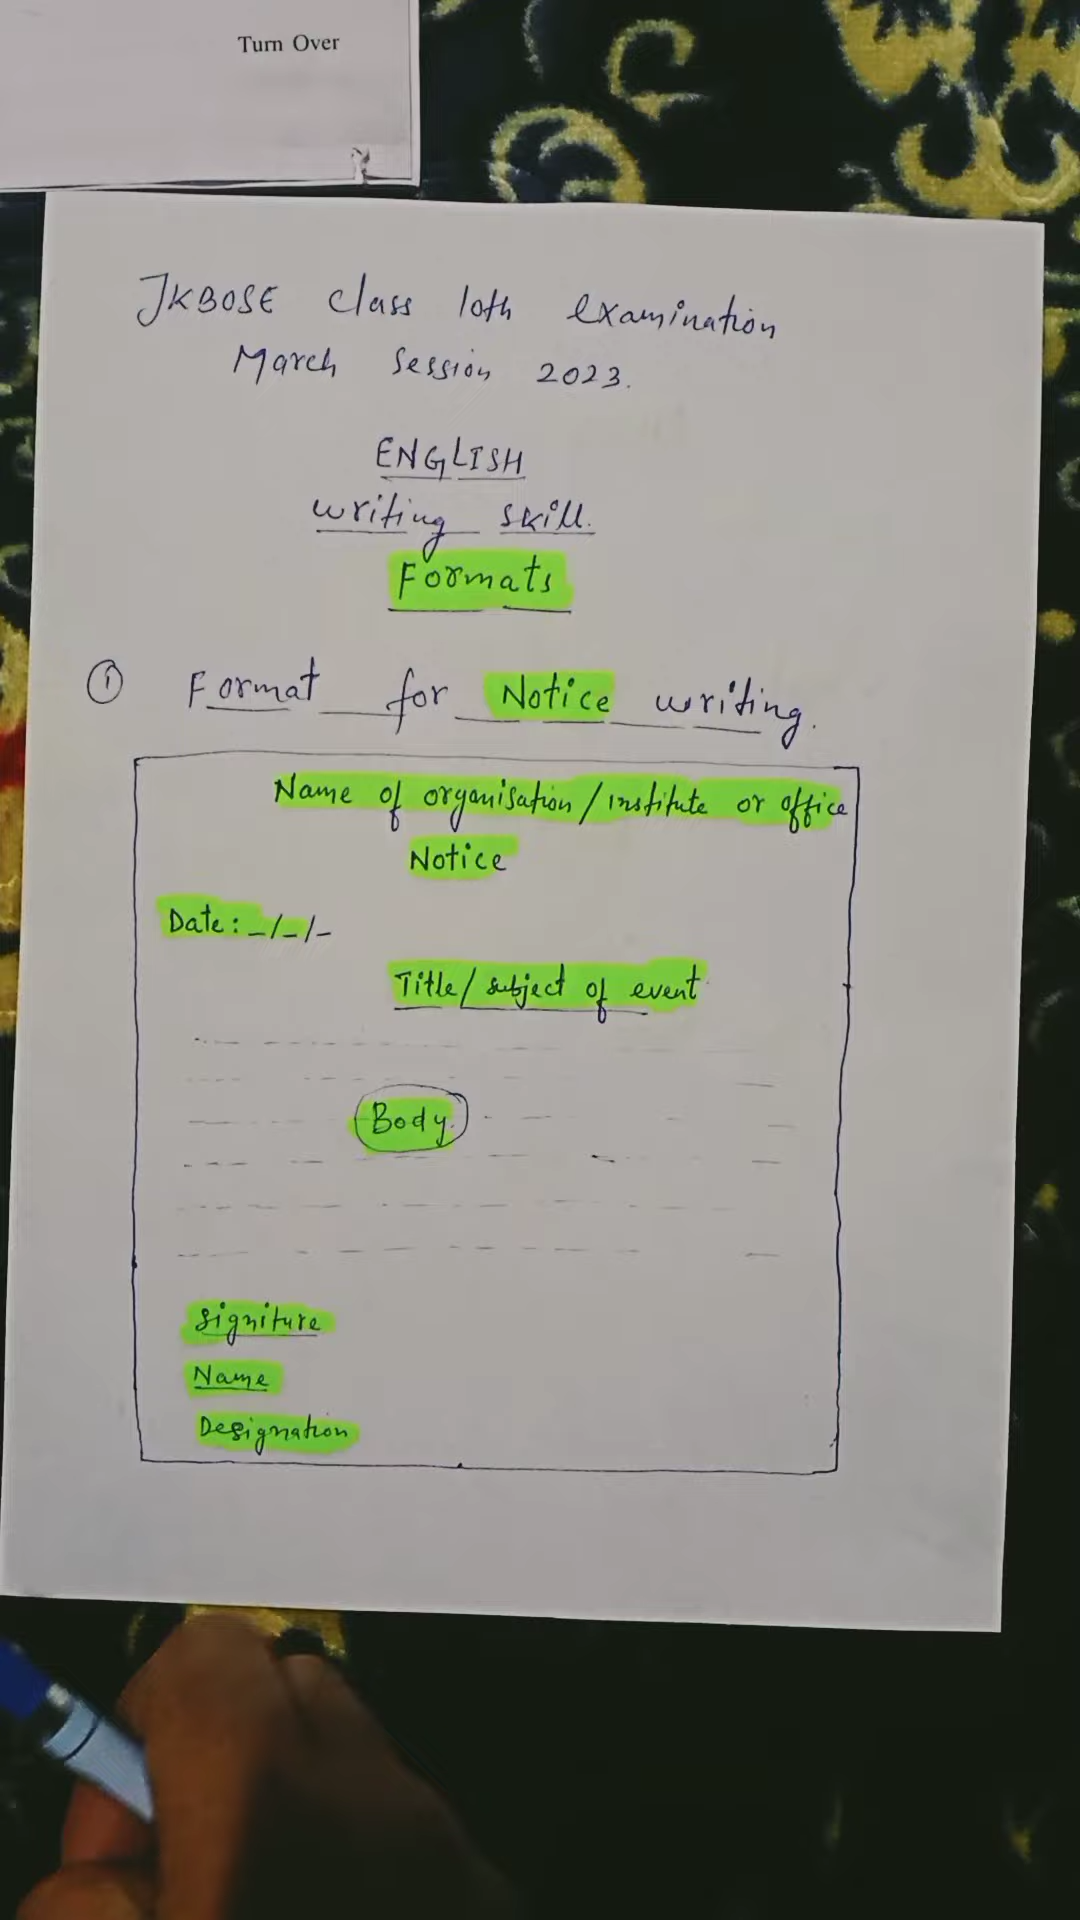 Turn Over
JKBOSE class 10th examination
March Session 2023.
ENGLISH
writing skill.
Formats
① Format for Notice writing.
Name of organisation/institute or office
Notice
Date: _/_/_
Title/subject of event
Body.
signiture
Name
Designation